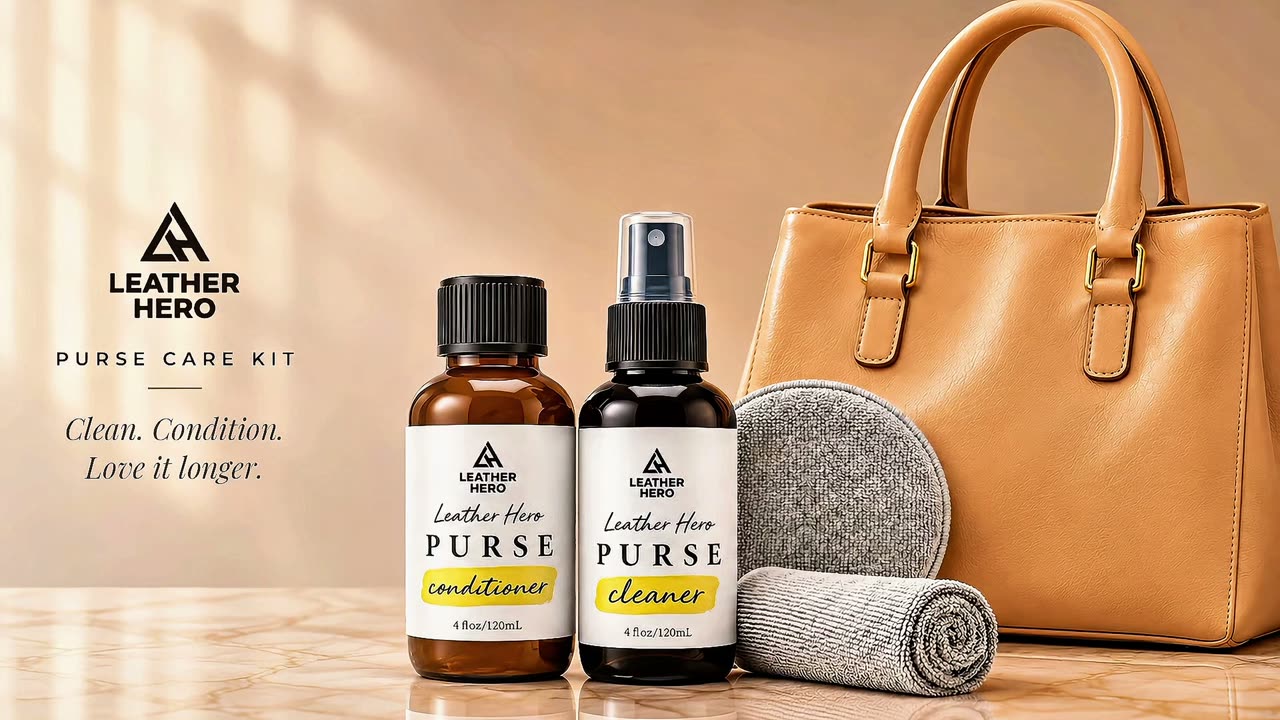 LEATHER
HERO
PURSE CARE KIT
Clean. Condition.
Love it longer.
LEATHER
HERO
Leather Hero
PURSE
conditioner
4 fl oz/120mL
LEATHER
HERO
Leather Hero
PURSE
cleaner
4 fl oz/120mL